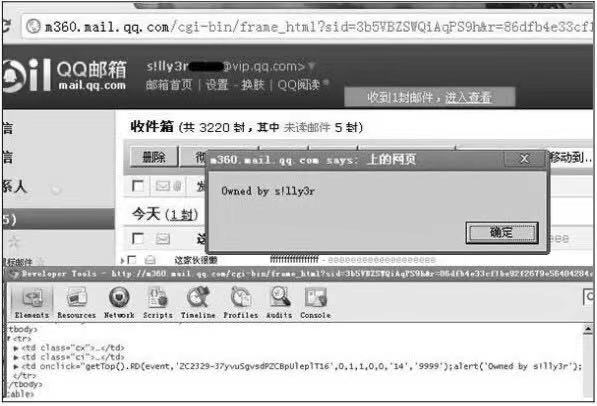 m360.mail.qq.com/cgi-bin/frame_html?sid=3b5VBZSWQiAqPS9h&r=86dfb4e33cf1
QQ邮箱
mail.qq.com
s!lly3r @vip.qq.com>
邮箱首页 | 设置 - 换肤 | QQ阅读
收到1封邮件，进入查看
收件箱 (共 3220 封，其中 未读邮件 5 封)
删除
移动到...
m360.mail.qq.com says: 上的网页
Owned by s!lly3r
确定
今天 (1 封)
这家伙很懒 ffffffffffffffffff - eeeeeeeeeeeeeeeeeee
Developer Tools - http://m360.mail.qq.com/cgi-bin/frame_html?sid=3b5VBZSWQiAqPS9h&r=86dfb4e33cf1be92f2679e56404284c
Elements Resources Network Scripts Timeline Profiles Audits Console
tbody>
<tr>
<td class="cx">…</td>
<td class="ci">…</td>
<td onclick="getTop().RD(event,'ZC2329-37yvuSgvsdPZCBpUleplT16',0,1,1,0,0,'14','9999');alert('Owned by s!lly3r');
</tr>
/tbody>
table>